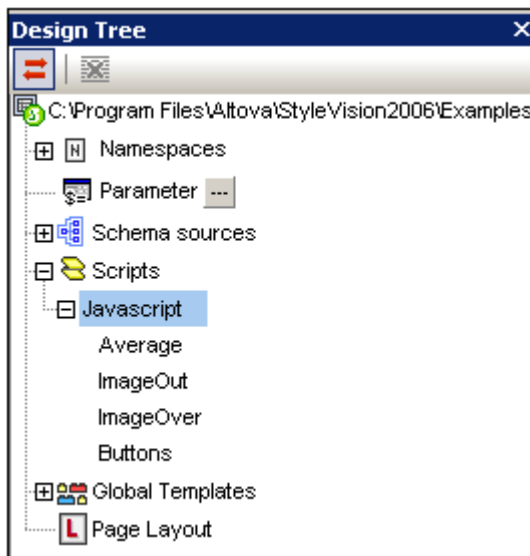 Design Tree
C:\Program Files\Altova\StyleVision2006\Examples
N Namespaces
$= Parameter ...
Schema sources
Scripts
Javascript
Average
ImageOut
ImageOver
Buttons
Global Templates
L Page Layout